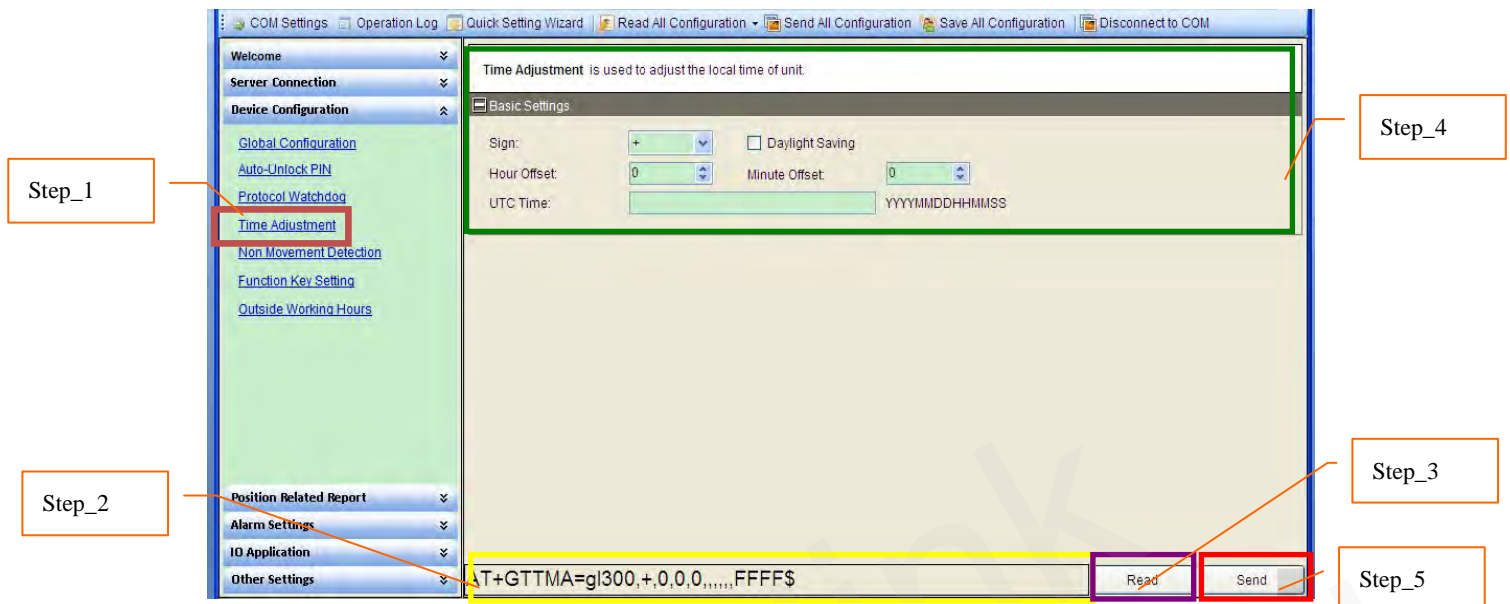 COM Settings Operation Log Quick Setting Wizard Read All Configuration Send All Configuration Save All Configuration Disconnect to COM
Welcome
Server Connection
Device Configuration
Global Configuration
Auto-Unlock PIN
Protocol Watchdog
Time Adjustment
Non Movement Detection
Function Key Setting
Outside Working Hours
Position Related Report
Alarm Settings
IO Application
Other Settings
Time Adjustment is used to adjust the local time of unit.
Basic Settings
Sign: + Daylight Saving
Hour Offset: 0 Minute Offset: 0
UTC Time: YYYYMMDDHHMMSS
AT+GTTMA=gl300,+,0,0,0,,,,,,FFFF$
Read Send
Step_1
Step_2
Step_4
Step_3
Step_5